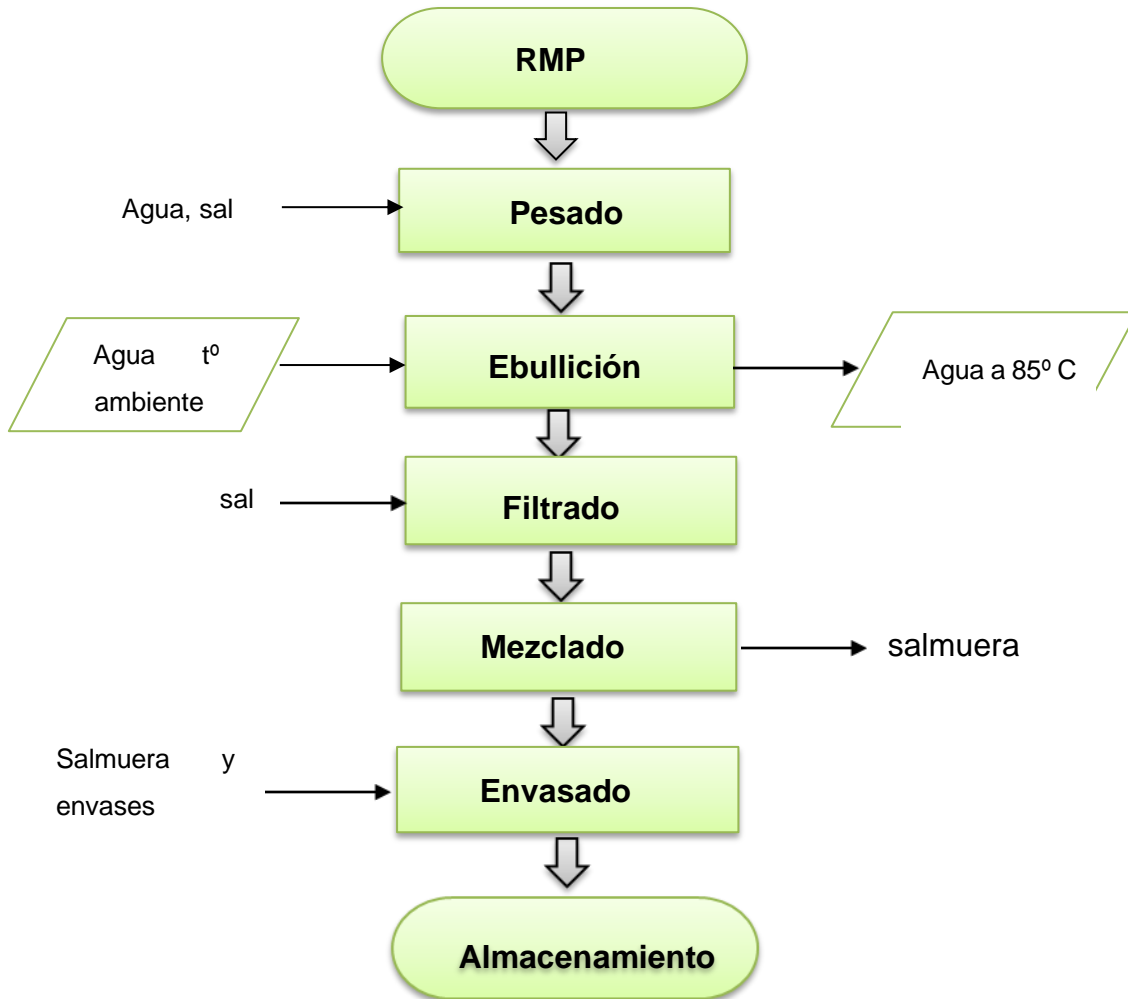 RMP
Agua, sal
Pesado
Agua tº
ambiente
Ebullición
Agua a 85º C
sal
Filtrado
Mezclado
salmuera
Salmuera y
envases
Envasado
Almacenamiento